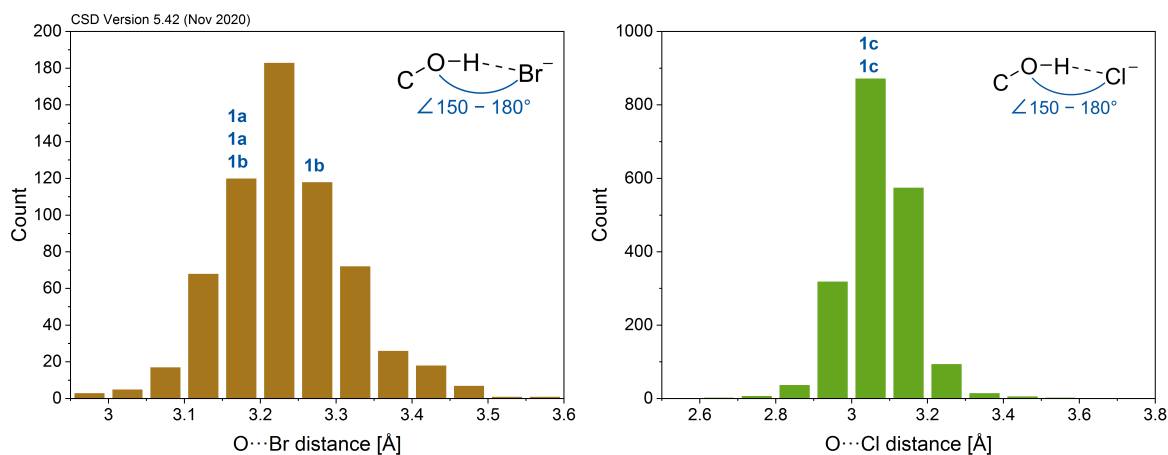 CSD Version 5.42 (Nov 2020)
200
180
160
140
120
100
80
60
40
20
0
Count
3
3.1
3.2
3.3
3.4
3.5
3.6
O···Br distance [Å]
1a
1a
1b
1b
C O H Br⁻
∠150 − 180°
1000
800
600
400
200
0
Count
2.6
2.8
3
3.2
3.4
3.6
3.8
O···Cl distance [Å]
1c
1c
C O H Cl⁻
∠150 − 180°